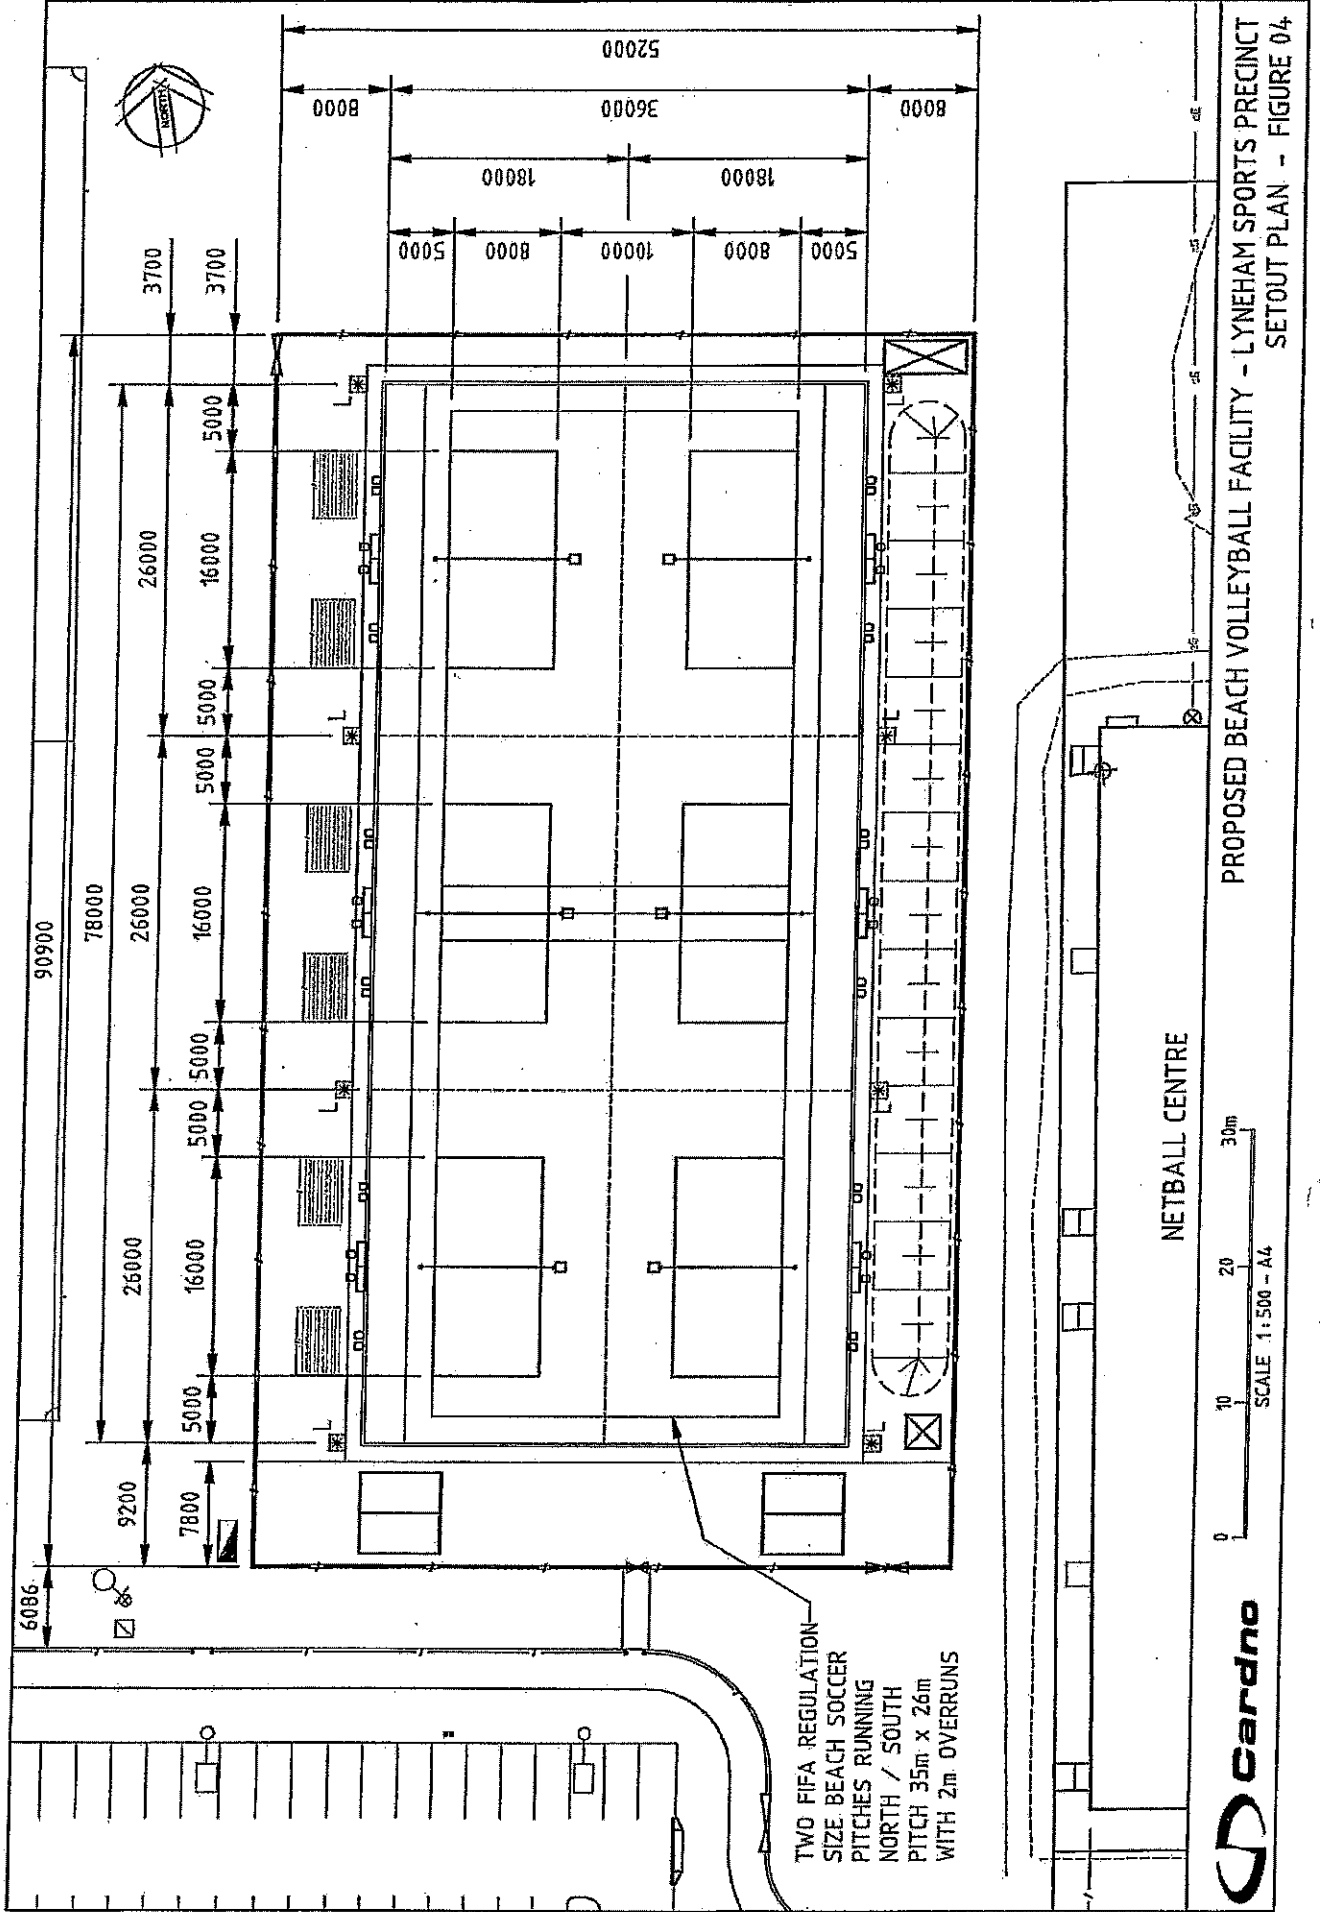 PROPOSED BEACH VOLLEYBALL FACILITY - LYNEHAM SPORTS PRECINCT
SETOUT PLAN - FIGURE 04
NORTH
6086
90900
78000
9200
26000
26000
26000
3700
7800
5000
16000
5000
5000
16000
5000
5000
16000
5000
3700
5000
8000
10000
8000
5000
18000
18000
8000
36000
8000
52000
L
L
L
L
L
L
L
L
TWO FIFA REGULATION
SIZE BEACH SOCCER
PITCHES RUNNING
NORTH / SOUTH
PITCH 35m x 26m
WITH 2m OVERRUNS
NETBALL CENTRE
0 10 20 30m
SCALE 1:500 - A4
Cardno